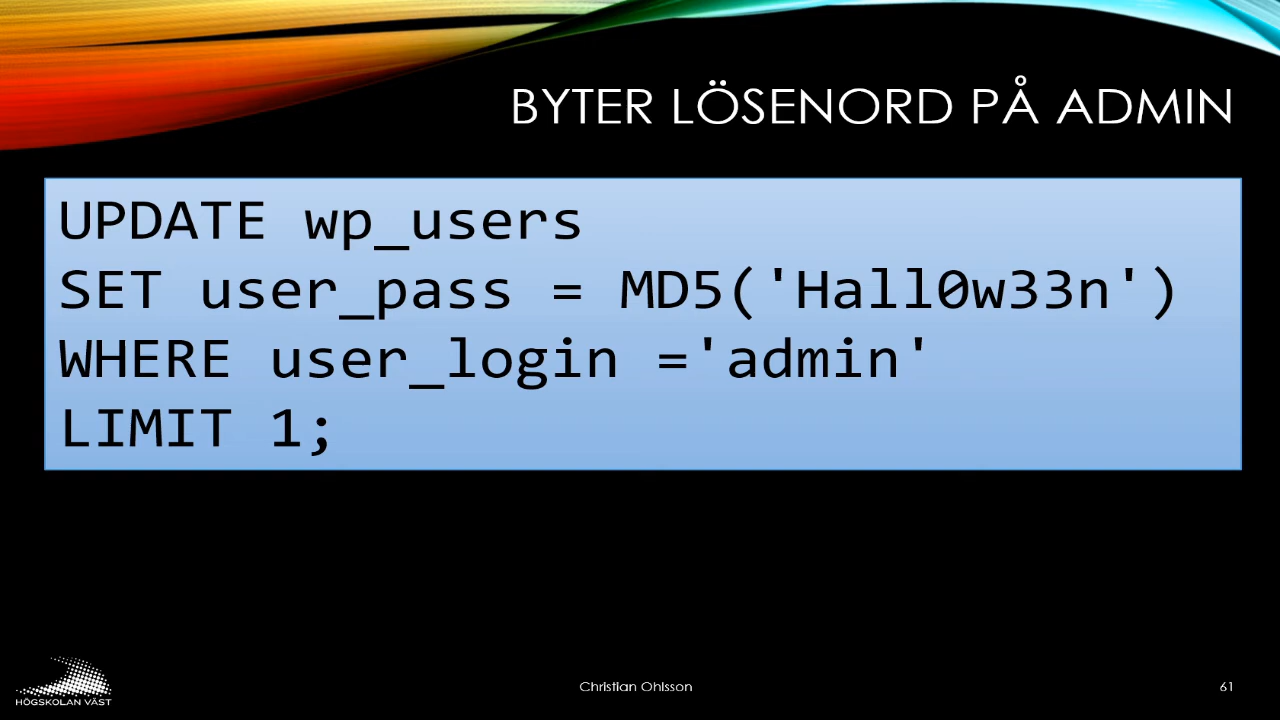 BYTER LÖSENORD PÅ ADMIN
UPDATE wp_users
SET user_pass = MD5('Hall0w33n')
WHERE user_login ='admin'
LIMIT 1;
HÖGSKOLAN VÄST
Christian Ohlsson
61